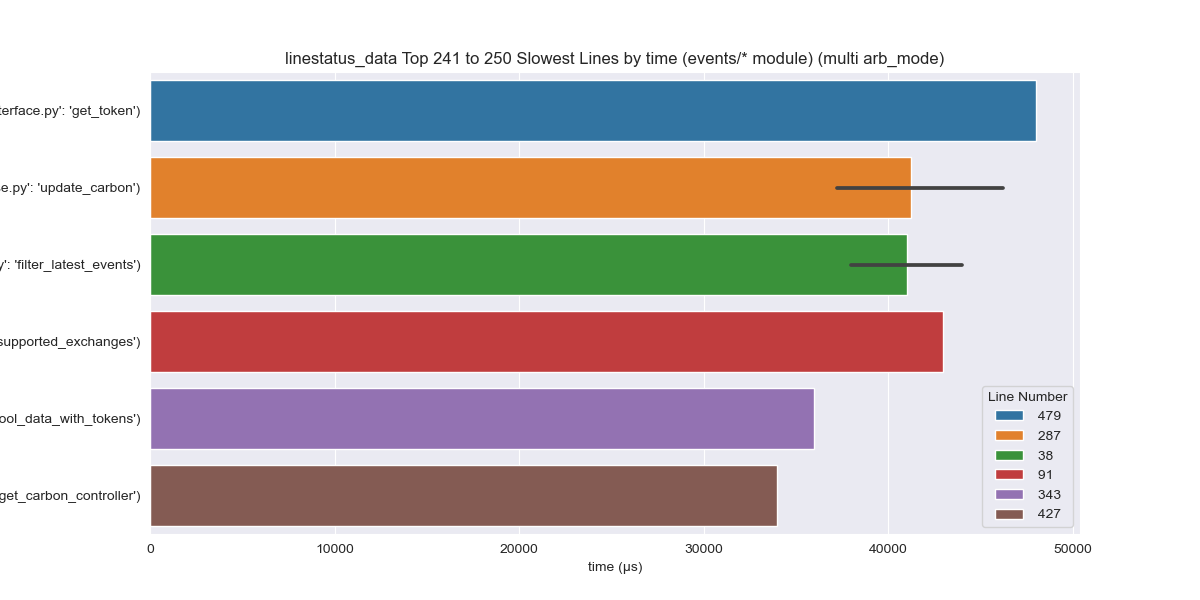 linestatus_data Top 241 to 250 Slowest Lines by time (events/* module) (multi arb_mode)
terface.py': 'get_token')
e.py': 'update_carbon')
y': 'filter_latest_events')
supported_exchanges')
ool_data_with_tokens')
get_carbon_controller')
Line Number
479
287
38
91
343
427
0 10000 20000 30000 40000 50000
time (µs)